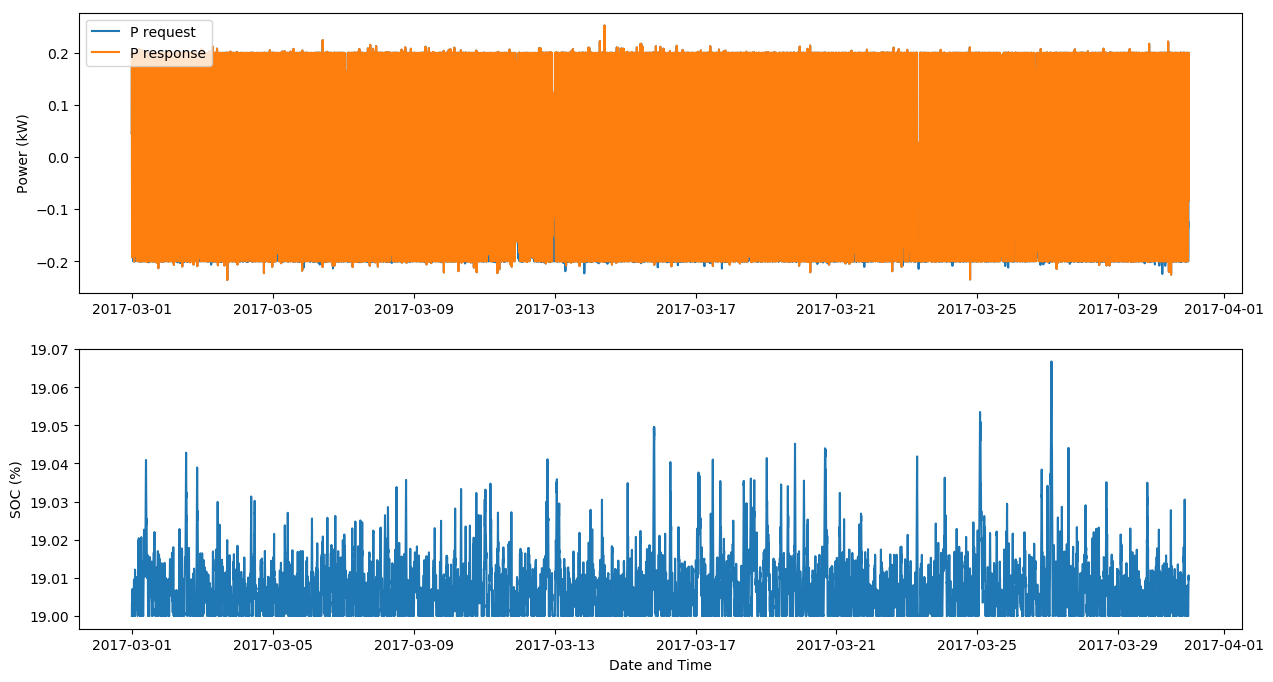 P request
P response
0.2
0.1
0.0
−0.1
−0.2
Power (kW)
2017-03-01 2017-03-05 2017-03-09 2017-03-13 2017-03-17 2017-03-21 2017-03-25 2017-03-29 2017-04-01
19.07
19.06
19.05
19.04
19.03
19.02
19.01
19.00
SOC (%)
2017-03-01 2017-03-05 2017-03-09 2017-03-13 2017-03-17 2017-03-21 2017-03-25 2017-03-29 2017-04-01
Date and Time